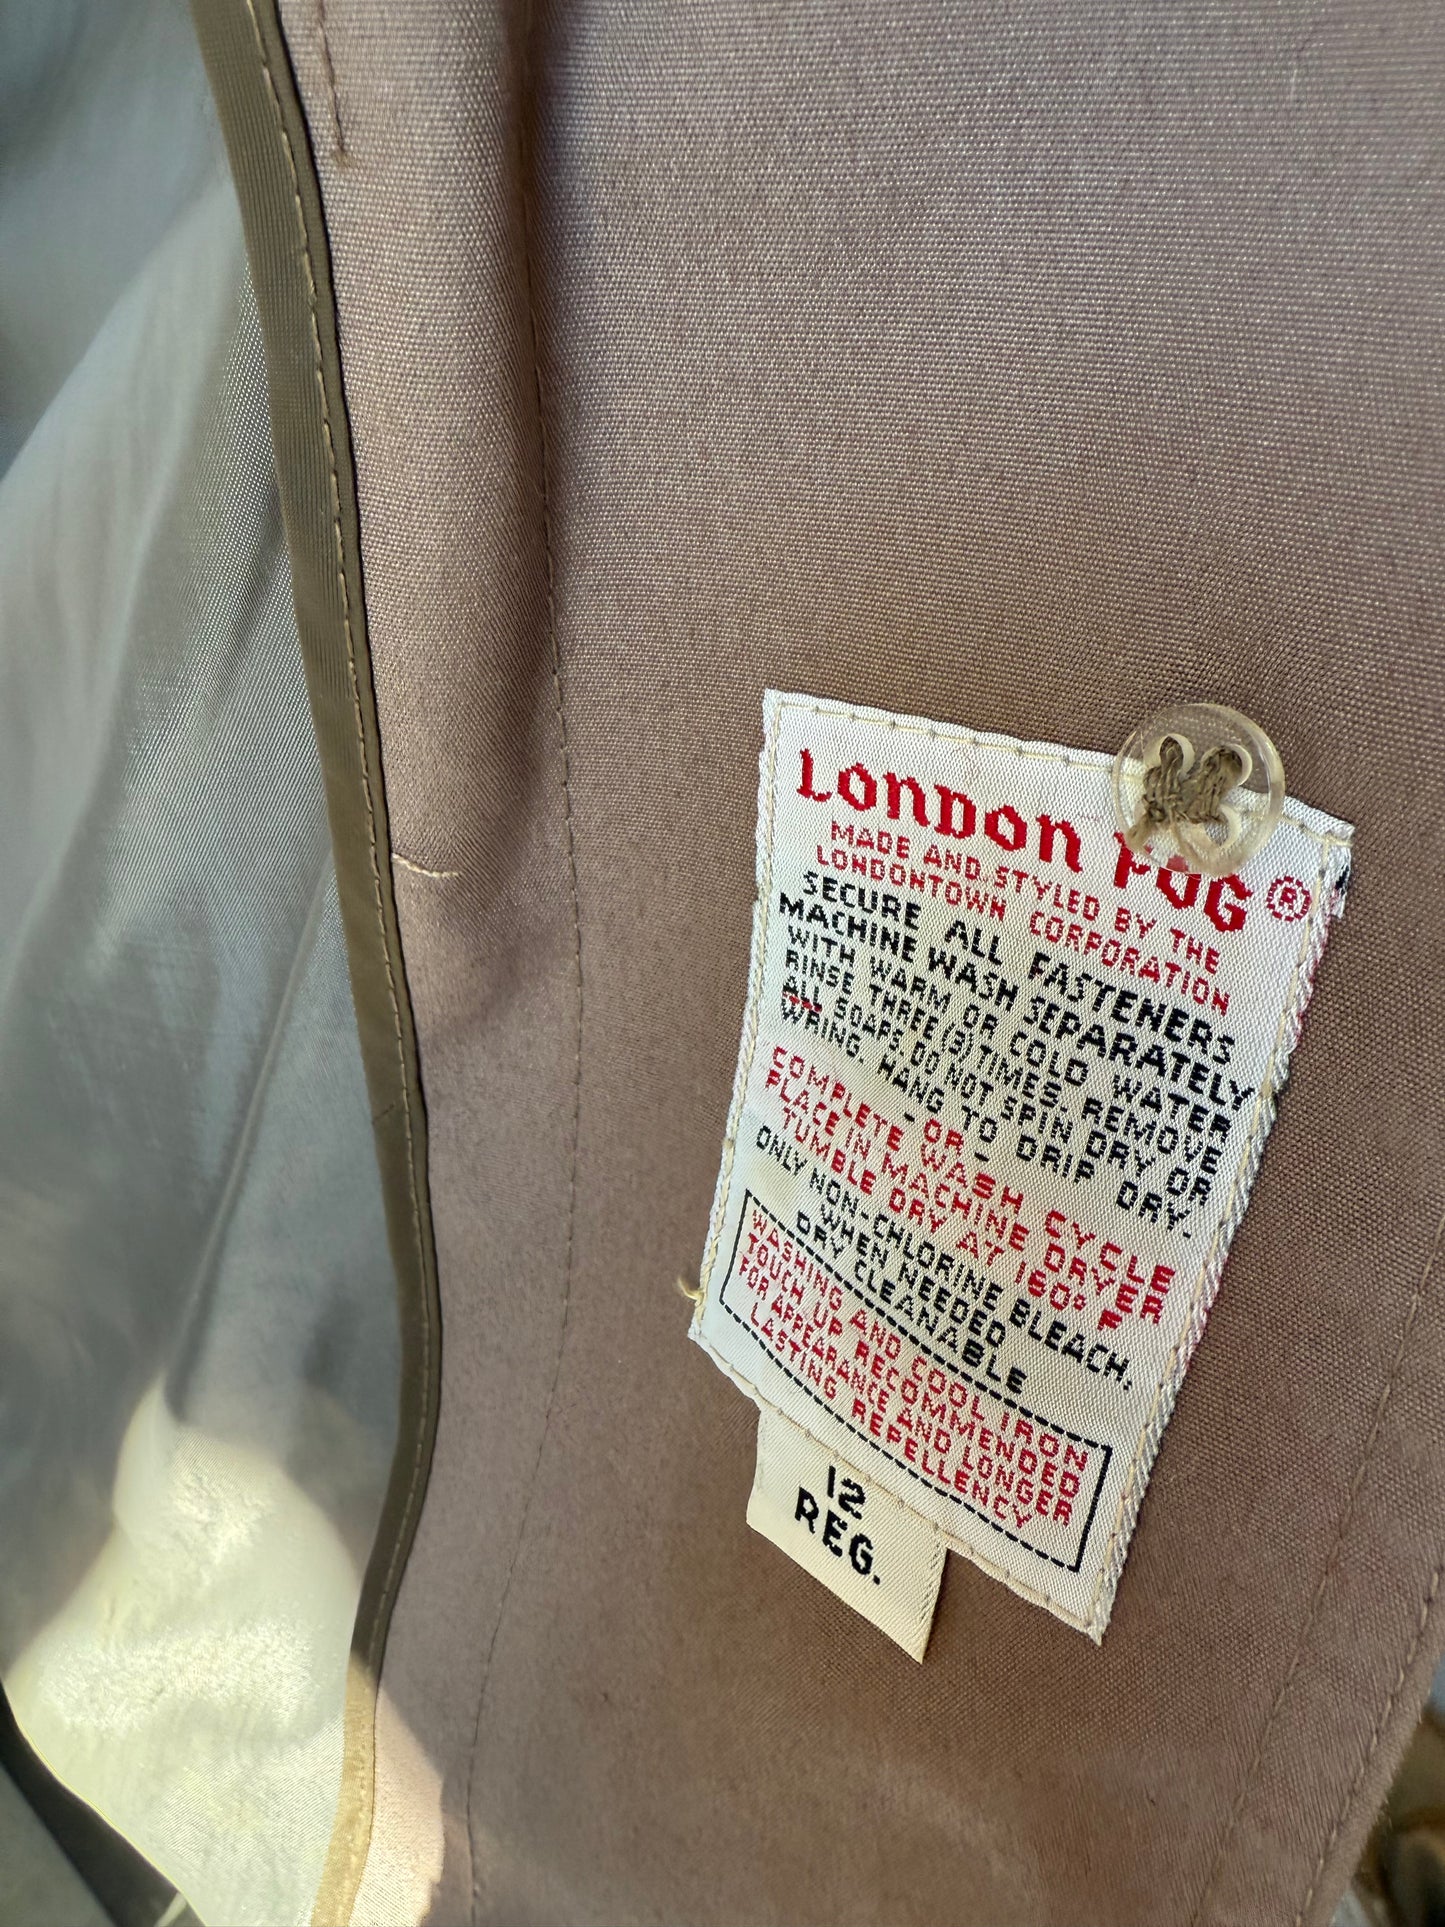 LONDON FOG ®
MADE AND STYLED BY THE
LONDONTOWN CORPORATION
SECURE ALL FASTENERS
MACHINE WASH SEPARATELY
WITH WARM OR COLD WATER
RINSE THREE (3) TIMES. REMOVE
ALL SOAPS. DO NOT SPIN DRY OR
WRING. HANG TO DRIP DRY.
- OR -
COMPLETE WASH CYCLE
PLACE IN MACHINE DRYER
TUMBLE DRY AT 160° F
ONLY NON-CHLORINE BLEACH,
WHEN NEEDED
DRY CLEANABLE
WASHING AND COOL IRON
TOUCH UP RECOMMENDED
FOR APPEARANCE AND LONGER
LASTING REPELLENCY
12
REG.